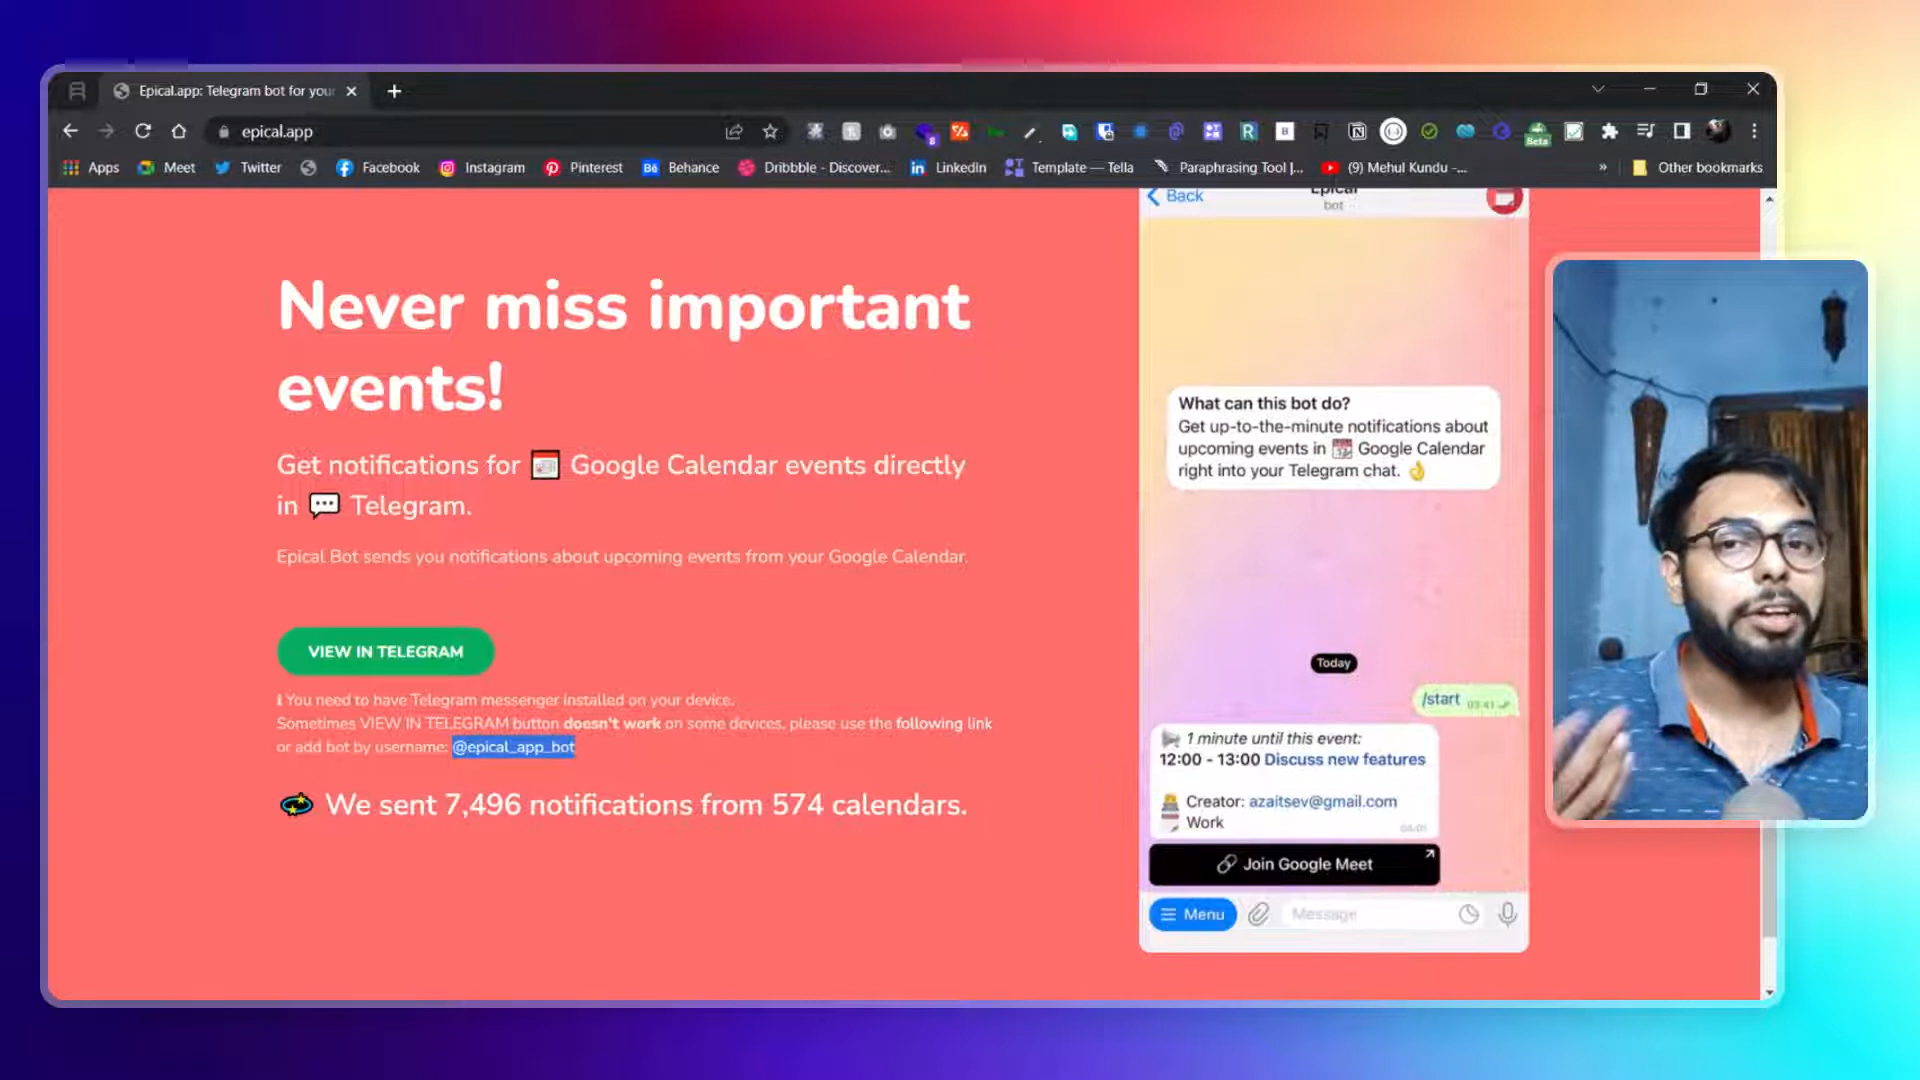 Epical.app: Telegram bot for your
epical.app
8
Beta
Apps
Meet
Twitter
Facebook
Instagram
Pinterest
Behance
Dribbble - Discover...
LinkedIn
Template — Tella
Paraphrasing Tool |...
(9) Mehul Kundu -...
»
Other bookmarks
Never miss important
events!
Get notifications for Google Calendar events directly
in Telegram.
Epical Bot sends you notifications about upcoming events from your Google Calendar.
VIEW IN TELEGRAM
ℹ You need to have Telegram messenger installed on your device.
Sometimes VIEW IN TELEGRAM button doesn't work on some devices, please use the following link
or add bot by username: @epical_app_bot
We sent 7,496 notifications from 574 calendars.
Back
Epical
bot
What can this bot do?
Get up-to-the-minute notifications about
upcoming events in Google Calendar
right into your Telegram chat.
Today
/start 03:41
1 minute until this event:
12:00 - 13:00 Discuss new features
Creator: azaitsev@gmail.com
Work
Join Google Meet
Menu
Message